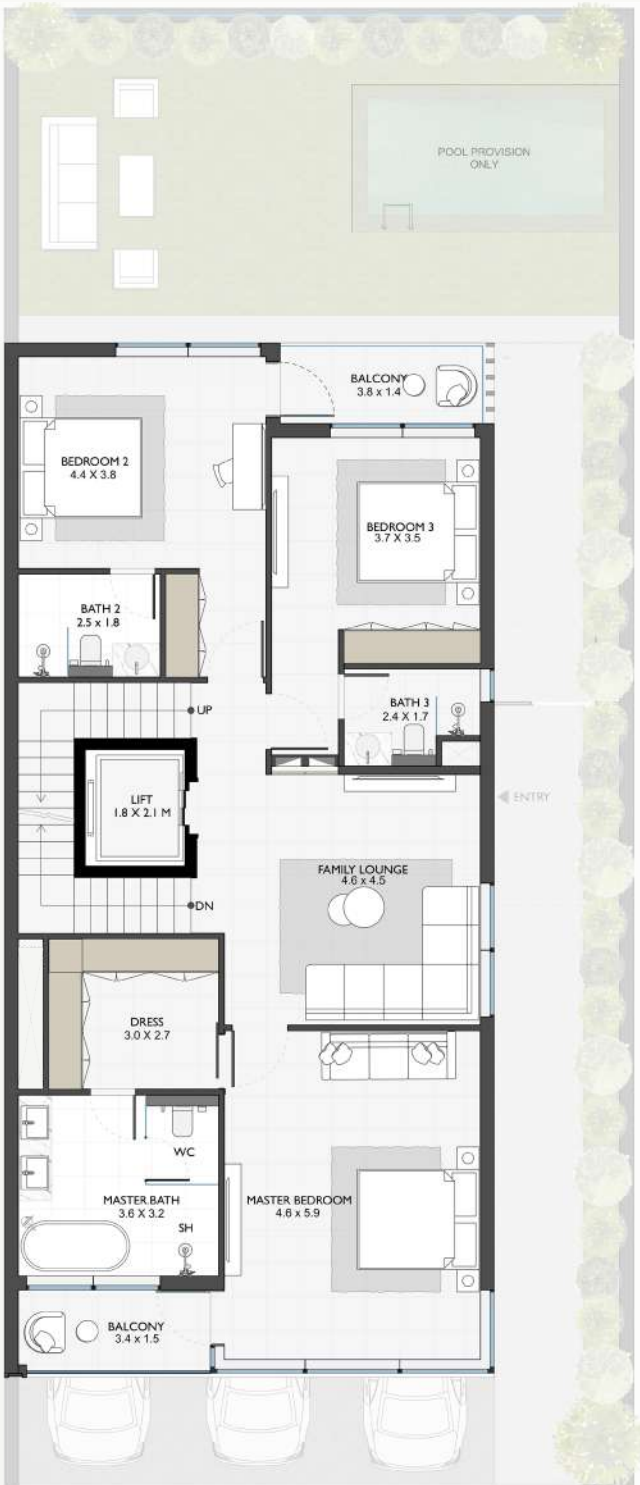 POOL PROVISION
ONLY
BALCONY
3.8 x 1.4
BEDROOM 2
4.4 X 3.8
BEDROOM 3
3.7 X 3.5
BATH 2
2.5 x 1.8
BATH 3
2.4 X 1.7
UP
LIFT
1.8 X 2.1 M
ENTRY
FAMILY LOUNGE
4.6 x 4.5
DN
DRESS
3.0 X 2.7
WC
MASTER BATH
3.6 X 3.2
MASTER BEDROOM
4.6 x 5.9
SH
BALCONY
3.4 x 1.5